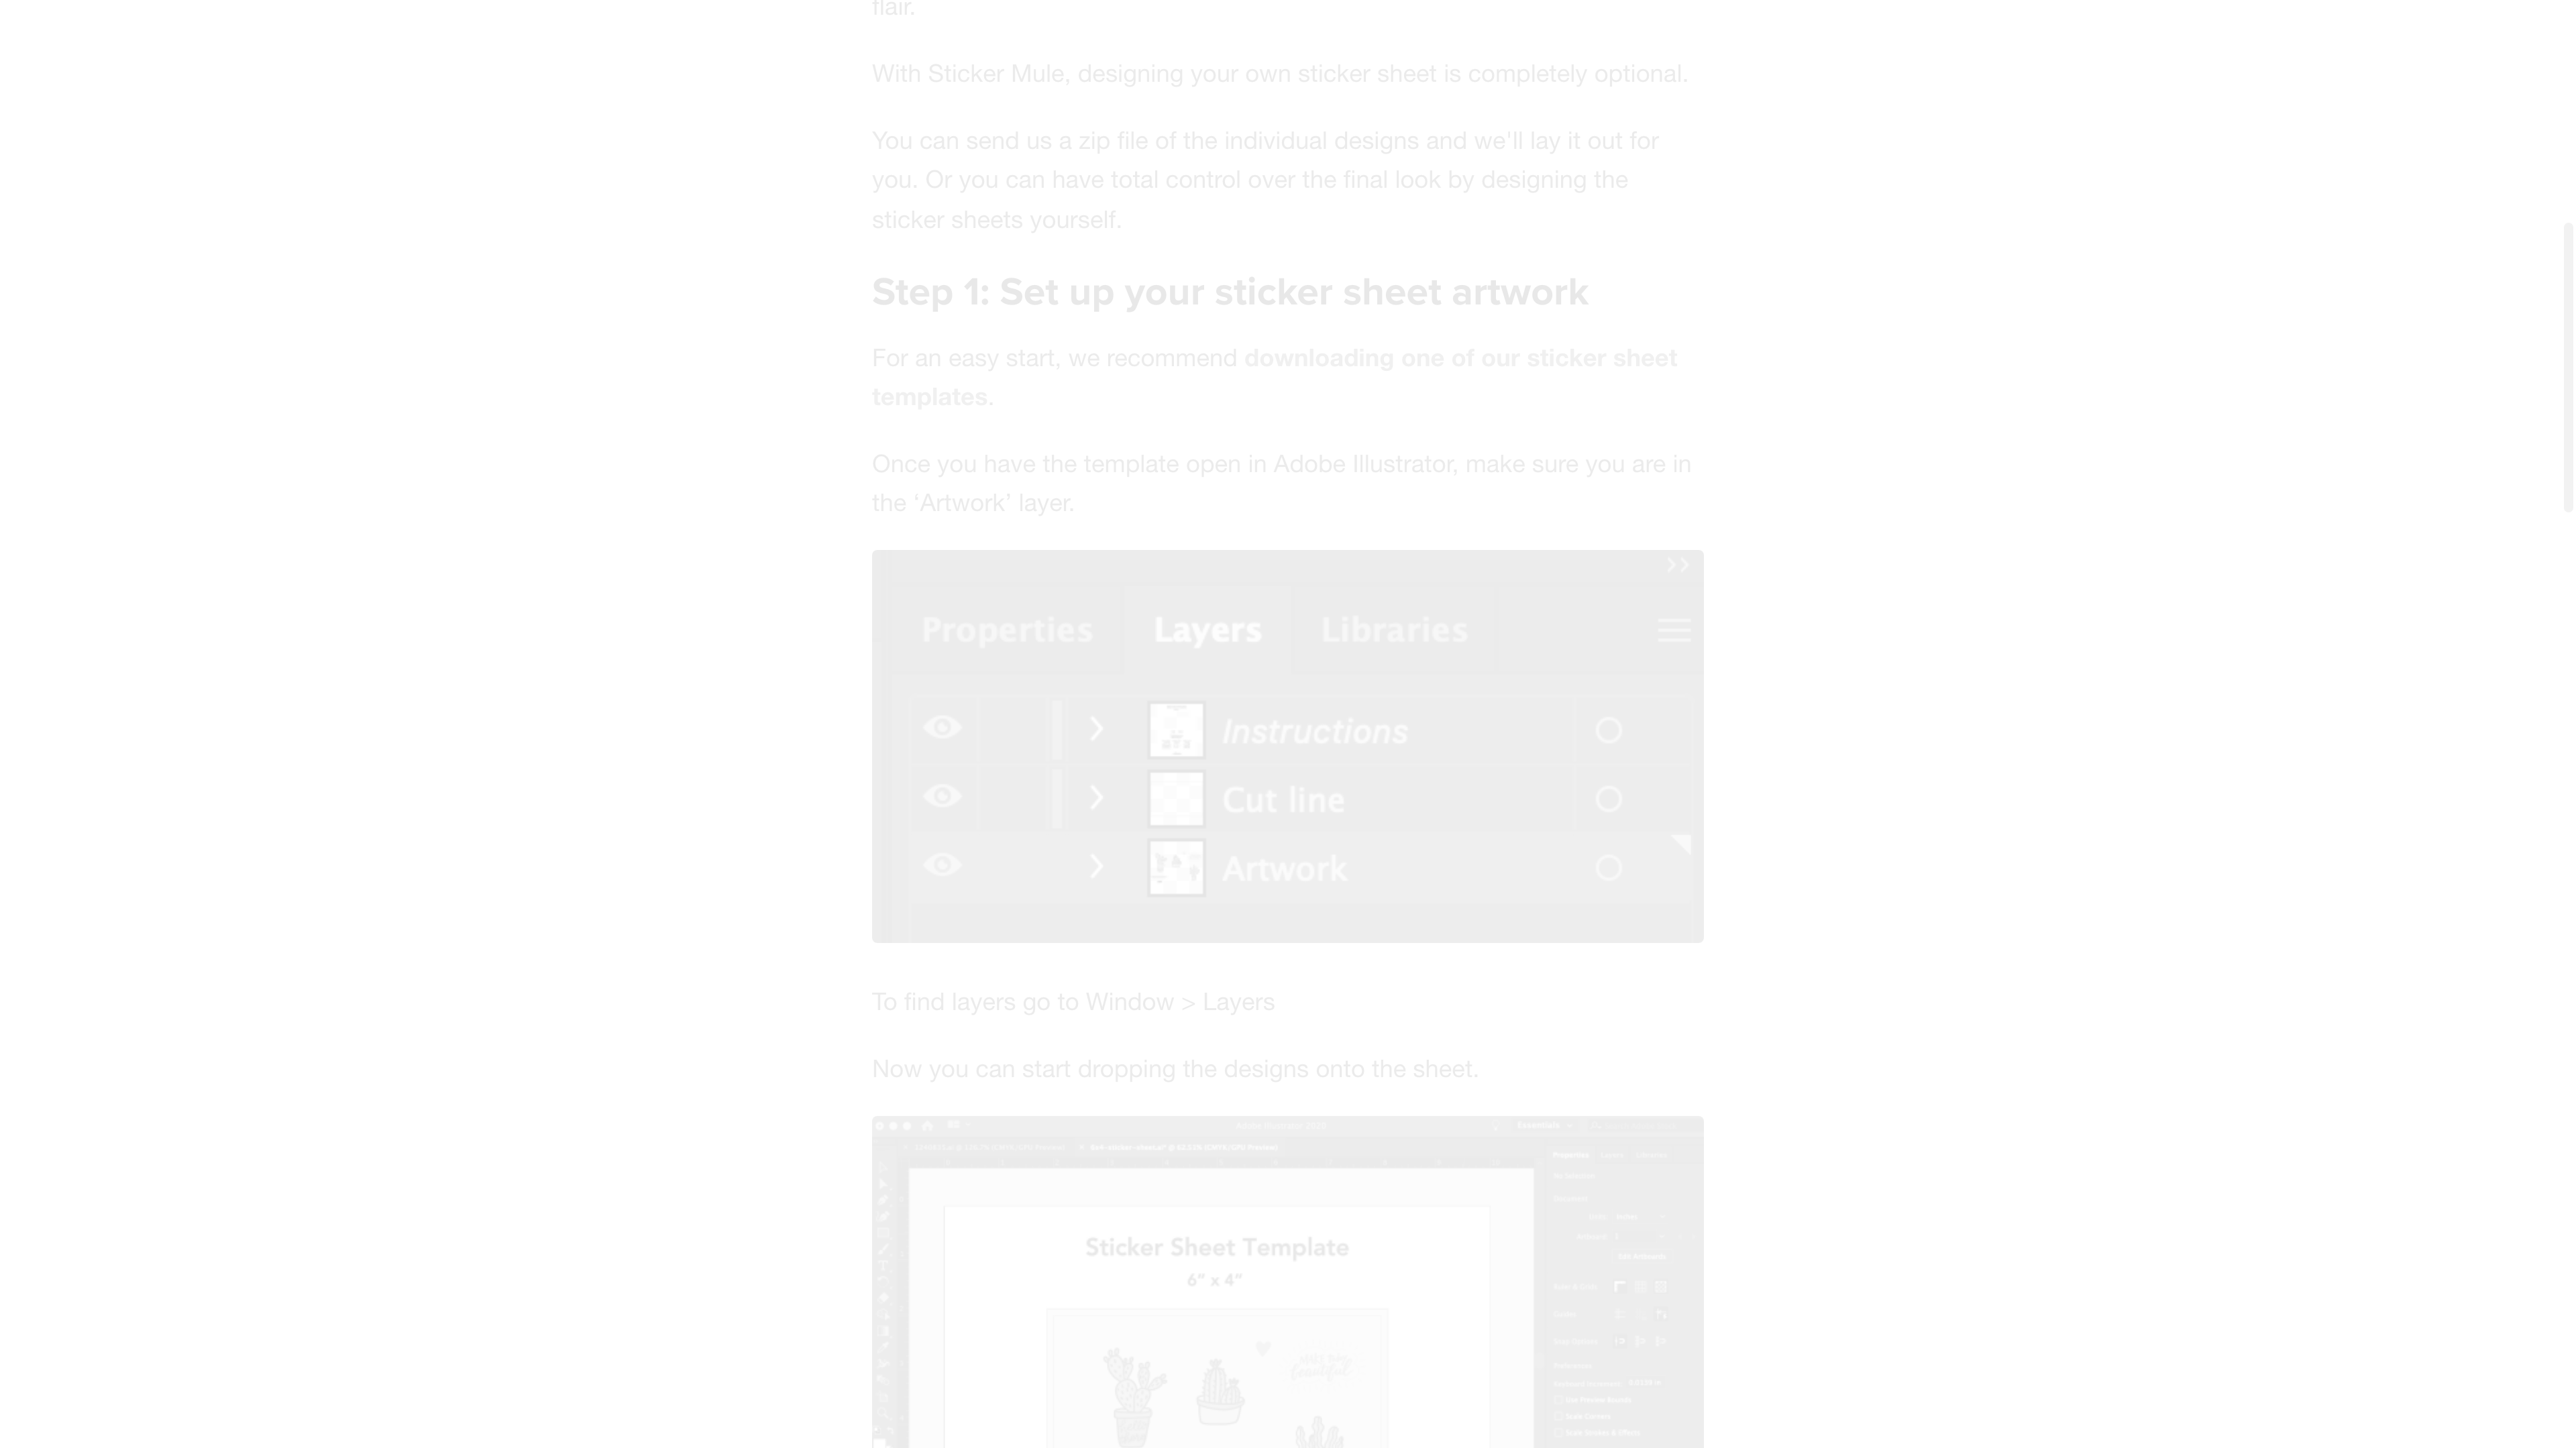 flair.
With Sticker Mule, designing your own sticker sheet is completely optional.
You can send us a zip file of the individual designs and we'll lay it out for
you. Or you can have total control over the final look by designing the
sticker sheets yourself.
Step 1: Set up your sticker sheet artwork
For an easy start, we recommend downloading one of our sticker sheet
templates.
Once you have the template open in Adobe Illustrator, make sure you are in
the ‘Artwork’ layer.
Properties Layers Libraries
Instructions
Cut line
Artwork
To find layers go to Window > Layers
Now you can start dropping the designs onto the sheet.
Essentials
Properties
Sticker Sheet Template
6" x 4"
beautiful